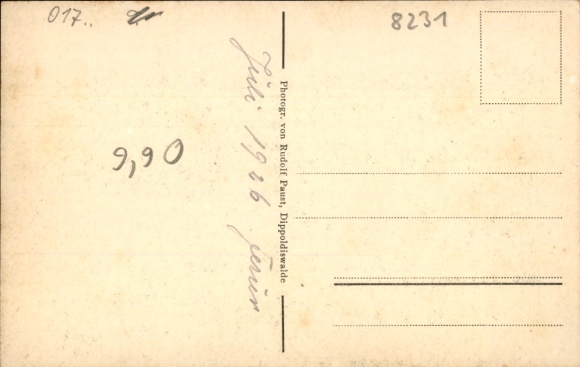 017..
8231
9,90
Juli 1926
Photogr. von Rudolf Paust, Dippoldiswalde